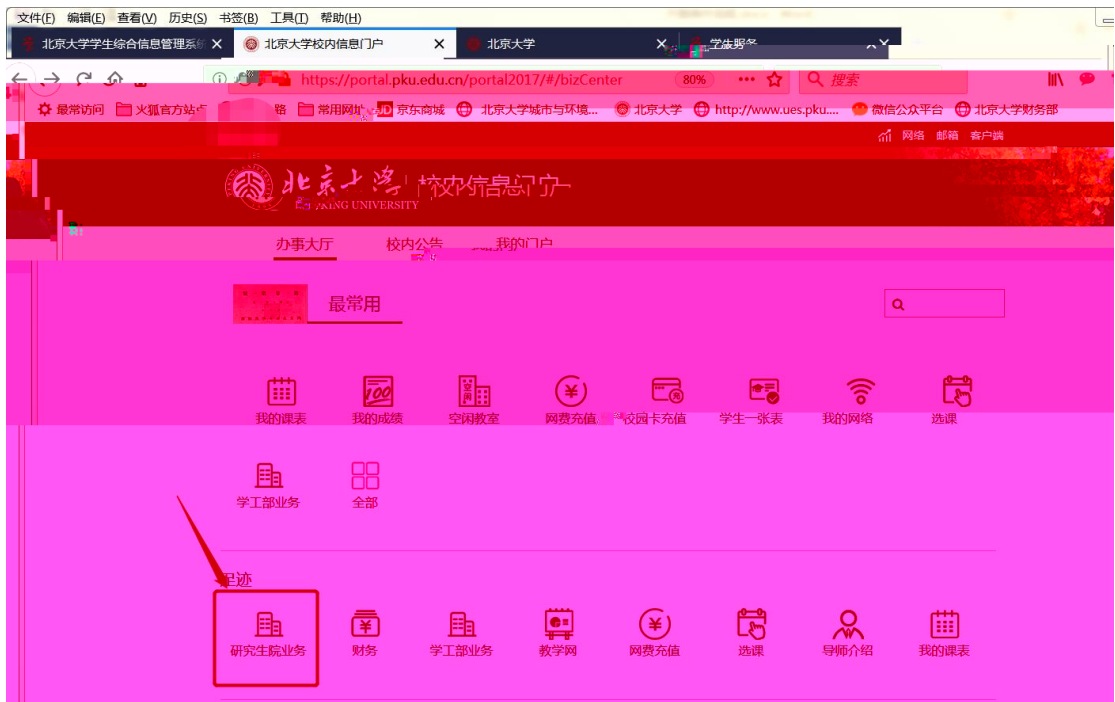 文件(F) 编辑(E) 查看(V) 历史(S) 书签(B) 工具(T) 帮助(H)
北京大学学生综合信息管理系统 北京大学校内信息门户 北京大学
https://portal.pku.edu.cn/portal2017/#/bizCenter 80% 搜索
最常访问 火狐官方站点 常用网址 JD 京东商城 北京大学城市与环境... 北京大学 http://www.ues.pku.... 微信公众平台 北京大学财务部
网络 邮箱 客户端
北京大学 校内信息门户
PEKING UNIVERSITY
办事大厅 校内公告 我的门户
最常用
我的课表 我的成绩 空闲教室 网费充值 校园卡充值 学生一张表 我的网络 选课
学工部业务 全部
足迹
研究生院业务 财务 学工部业务 教学网 网费充值 选课 导师介绍 我的课表